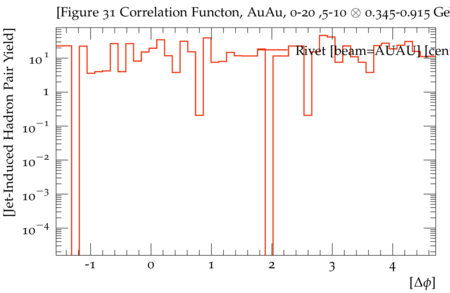 [Figure 31 Correlation Functon, AuAu, 0-20 ,5-10 ⊗ 0.345-0.915 Ge
Rivet [beam=AUAU] [cen
[Jet-Induced Hadron Pair Yield]
10^1
1
10^-1
10^-2
10^-3
10^-4
-1 0 1 2 3 4
[Δϕ]